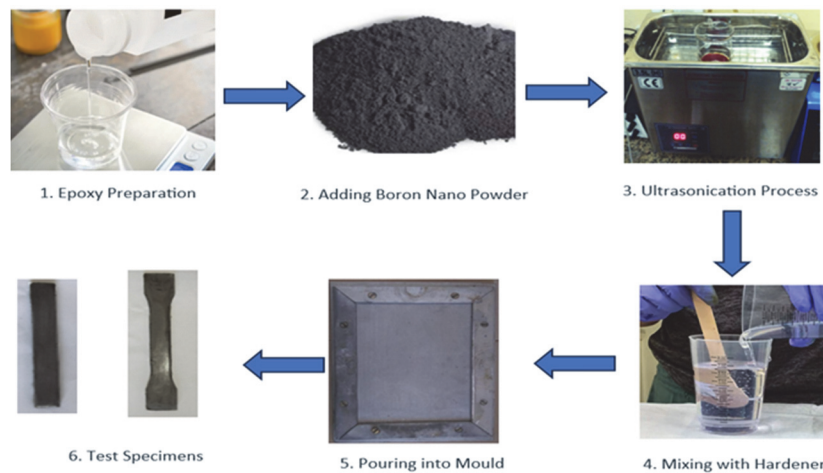 1. Epoxy Preparation
2. Adding Boron Nano Powder
3. Ultrasonication Process
4. Mixing with Hardener
5. Pouring into Mould
6. Test Specimens